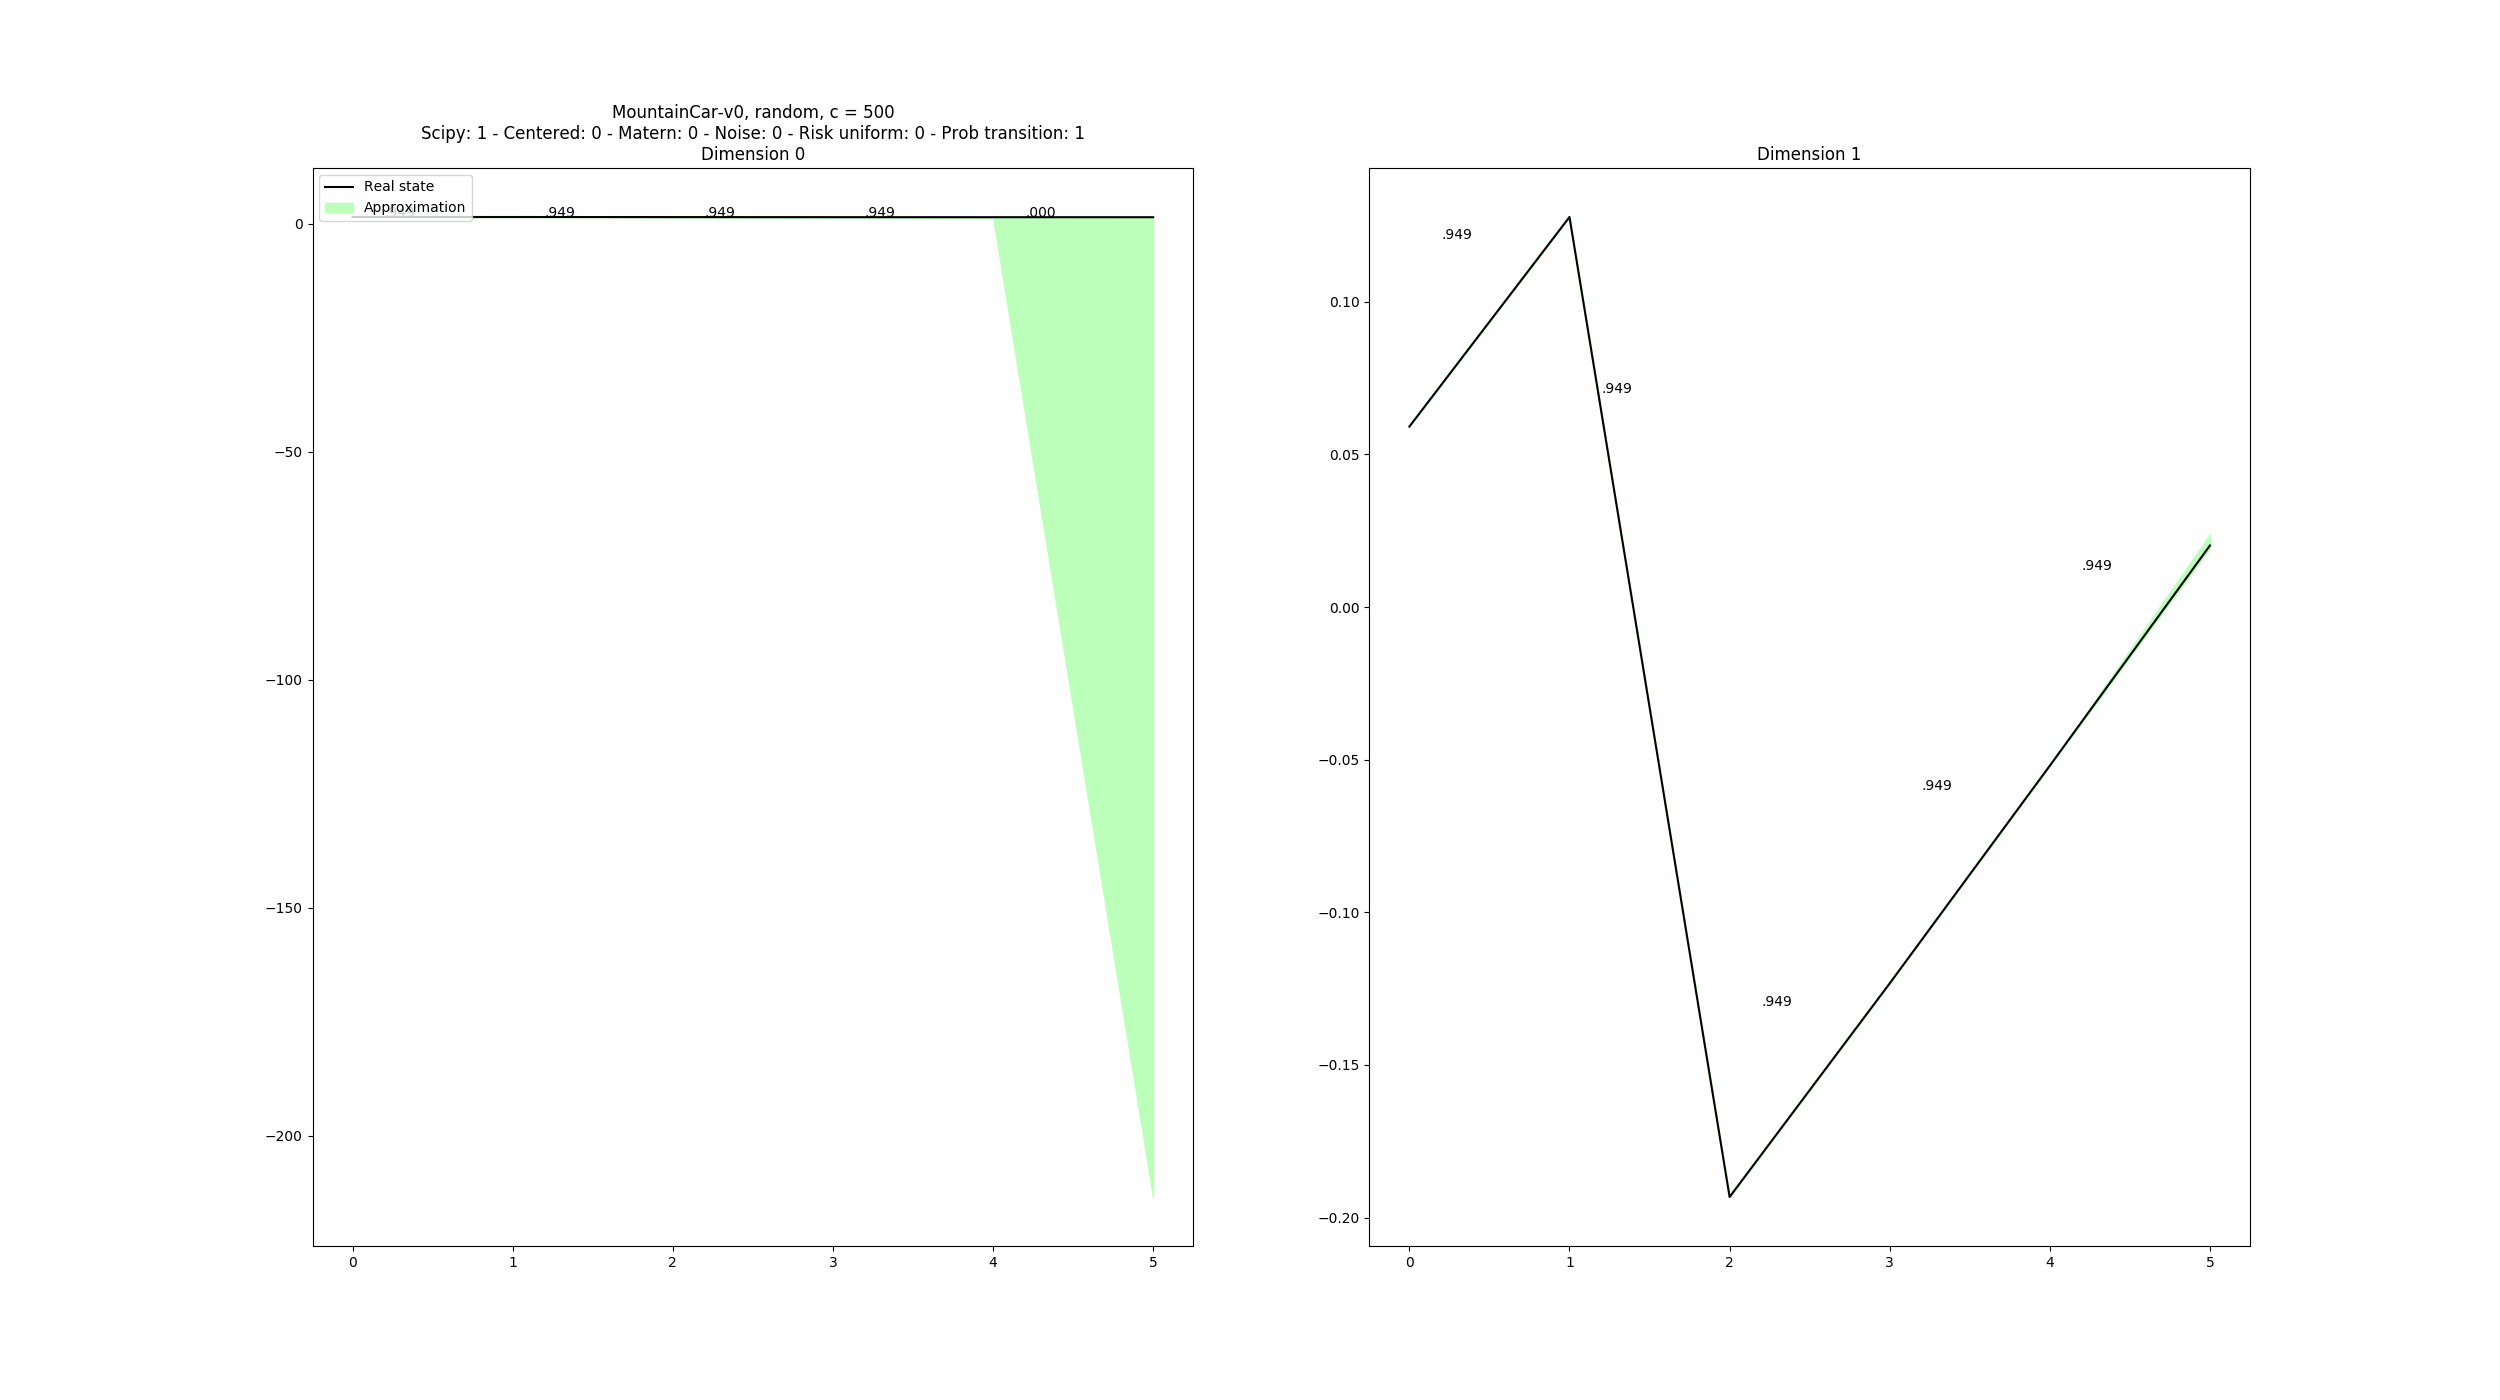 MountainCar-v0, random, c = 500
Scipy: 1 - Centered: 0 - Matern: 0 - Noise: 0 - Risk uniform: 0 - Prob transition: 1
Dimension 0
Real state
Approximation
.949
.949
.949
.000
0
−50
−100
−150
−200
0 1 2 3 4 5
Dimension 1
.949
.949
.949
.949
.949
0.10
0.05
0.00
−0.05
−0.10
−0.15
−0.20
0 1 2 3 4 5